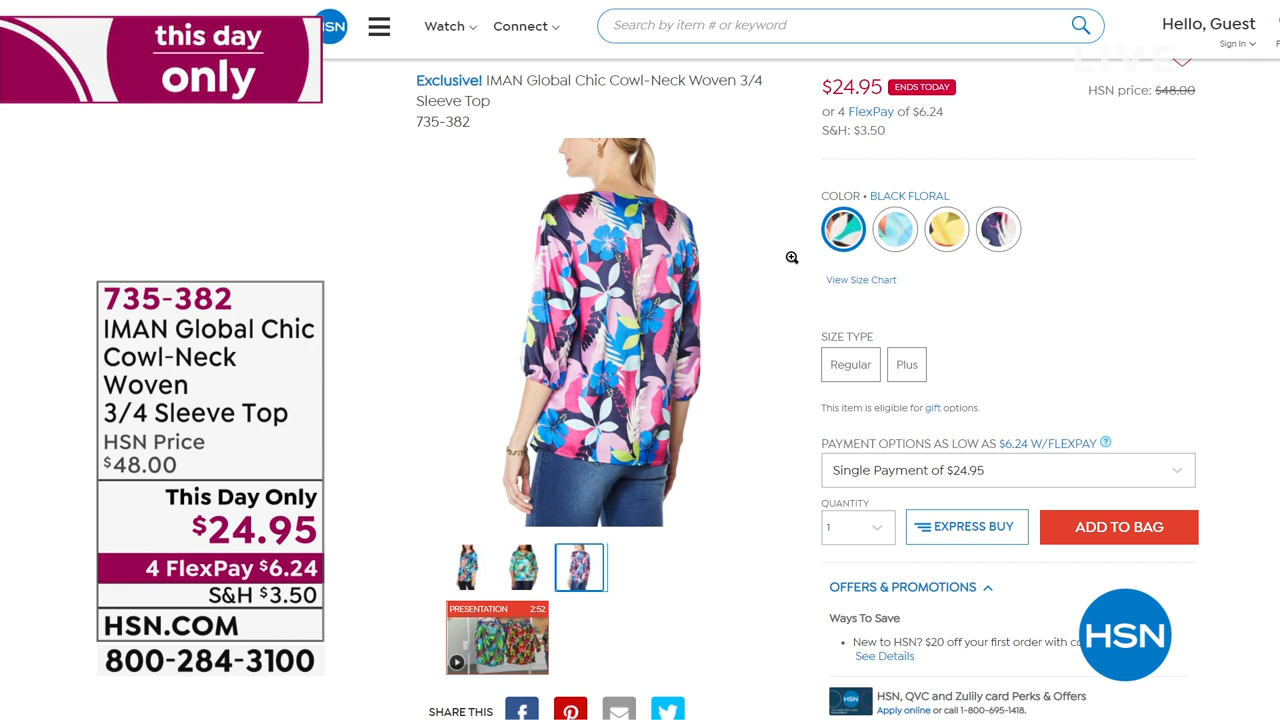 this day
only
HSN
Watch
Connect
Search by item # or keyword
Hello, Guest
Sign In
LIVE
Exclusive! IMAN Global Chic Cowl-Neck Woven 3/4
Sleeve Top
735-382
$24.95 ENDS TODAY
HSN price: $48.00
or 4 FlexPay of $6.24
S&H: $3.50
COLOR • BLACK FLORAL
View Size Chart
SIZE TYPE
Regular
Plus
This item is eligible for gift options.
PAYMENT OPTIONS AS LOW AS $6.24 W/FLEXPAY ?
Single Payment of $24.95
QUANTITY
1
EXPRESS BUY
ADD TO BAG
OFFERS & PROMOTIONS
Ways To Save
• New to HSN? $20 off your first order with
See Details
HSN
HSN
HSN, QVC and Zulily card Perks & Offers
Apply online or call 1-800-695-1418.
735-382
IMAN Global Chic
Cowl-Neck
Woven
3/4 Sleeve Top
HSN Price
$48.00
This Day Only
$24.95
4 FlexPay $6.24
S&H $3.50
HSN.COM
800-284-3100
PRESENTATION 2:52
SHARE THIS